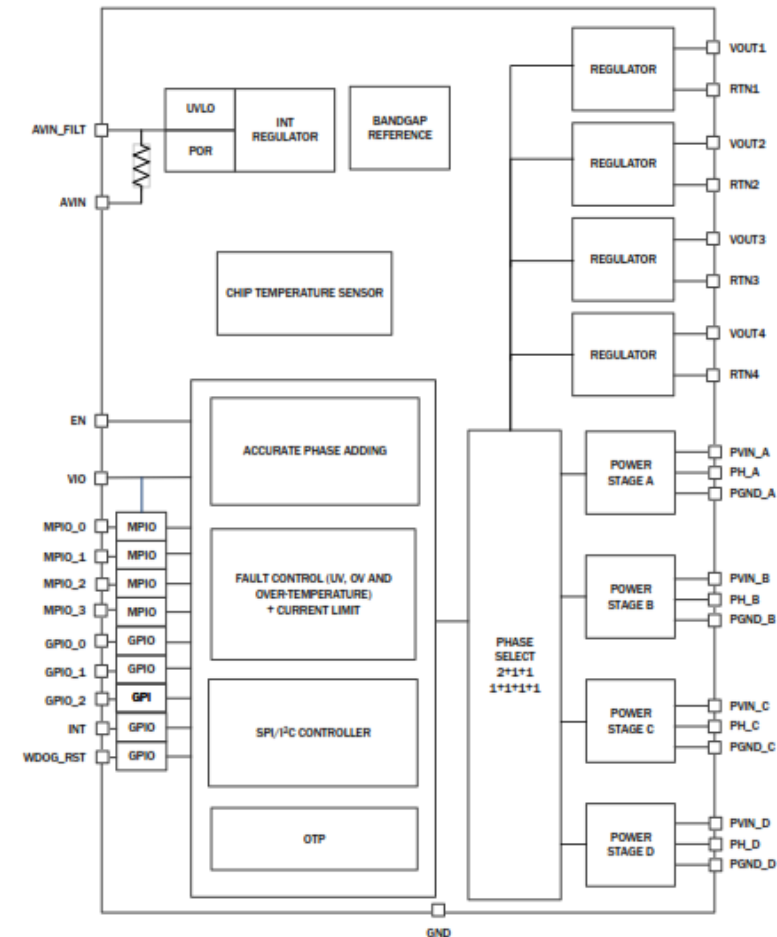 AVIN_FILT
AVIN
UVLO
POR
INT
REGULATOR
BANDGAP
REFERENCE
CHIP TEMPERATURE SENSOR
EN
VIO
MPIO_0
MPIO_1
MPIO_2
MPIO_3
GPIO_0
GPIO_1
GPIO_2
INT
WDOG_RST
MPIO
MPIO
MPIO
MPIO
GPIO
GPIO
GPI
GPIO
GPIO
ACCURATE PHASE ADDING
FAULT CONTROL (UV, OV AND
OVER-TEMPERATURE)
+ CURRENT LIMIT
SPI/I²C CONTROLLER
OTP
PHASE
SELECT
2+1+1
1+1+1+1
REGULATOR
VOUT1
RTN1
REGULATOR
VOUT2
RTN2
REGULATOR
VOUT3
RTN3
REGULATOR
VOUT4
RTN4
POWER
STAGE A
PVIN_A
PH_A
PGND_A
POWER
STAGE B
PVIN_B
PH_B
PGND_B
POWER
STAGE C
PVIN_C
PH_C
PGND_C
POWER
STAGE D
PVIN_D
PH_D
PGND_D
GND